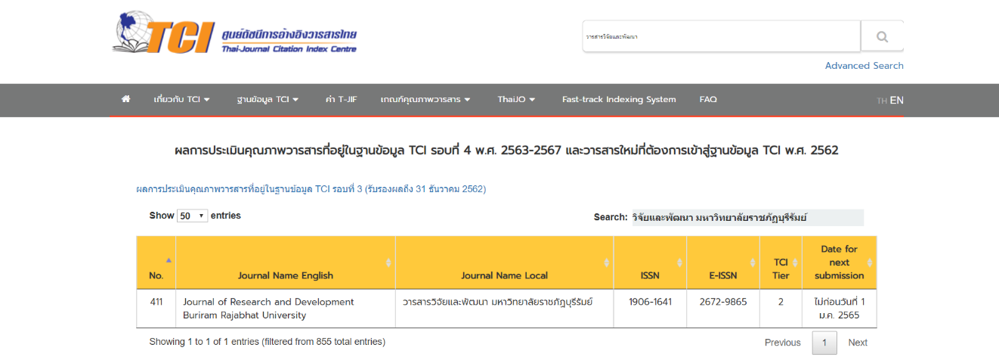 TCI ศูนย์ดัชนีการอ้างอิงวารสารไทย
Thai-Journal Citation Index Centre
วารสารวิจัยและพัฒนา
Advanced Search
เกี่ยวกับ TCI ฐานข้อมูล TCI ค่า T-JIF เกณฑ์คุณภาพวารสาร ThaiJO Fast-track Indexing System FAQ TH EN
ผลการประเมินคุณภาพวารสารที่อยู่ในฐานข้อมูล TCI รอบที่ 4 พ.ศ. 2563-2567 และวารสารใหม่ที่ต้องการเข้าสู่ฐานข้อมูล TCI พ.ศ. 2562
ผลการประเมินคุณภาพวารสารที่อยู่ในฐานข้อมูล TCI รอบที่ 3 (รับรองผลถึง 31 ธันวาคม 2562)
Show 50 entries Search: วิจัยและพัฒนา มหาวิทยาลัยราชภัฏบุรีรัมย์
No. Journal Name English Journal Name Local ISSN E-ISSN TCI Tier Date for next submission
411 Journal of Research and Development Buriram Rajabhat University วารสารวิจัยและพัฒนา มหาวิทยาลัยราชภัฏบุรีรัมย์ 1906-1641 2672-9865 2 ไม่ก่อนวันที่ 1 ม.ค. 2565
Showing 1 to 1 of 1 entries (filtered from 855 total entries) Previous 1 Next